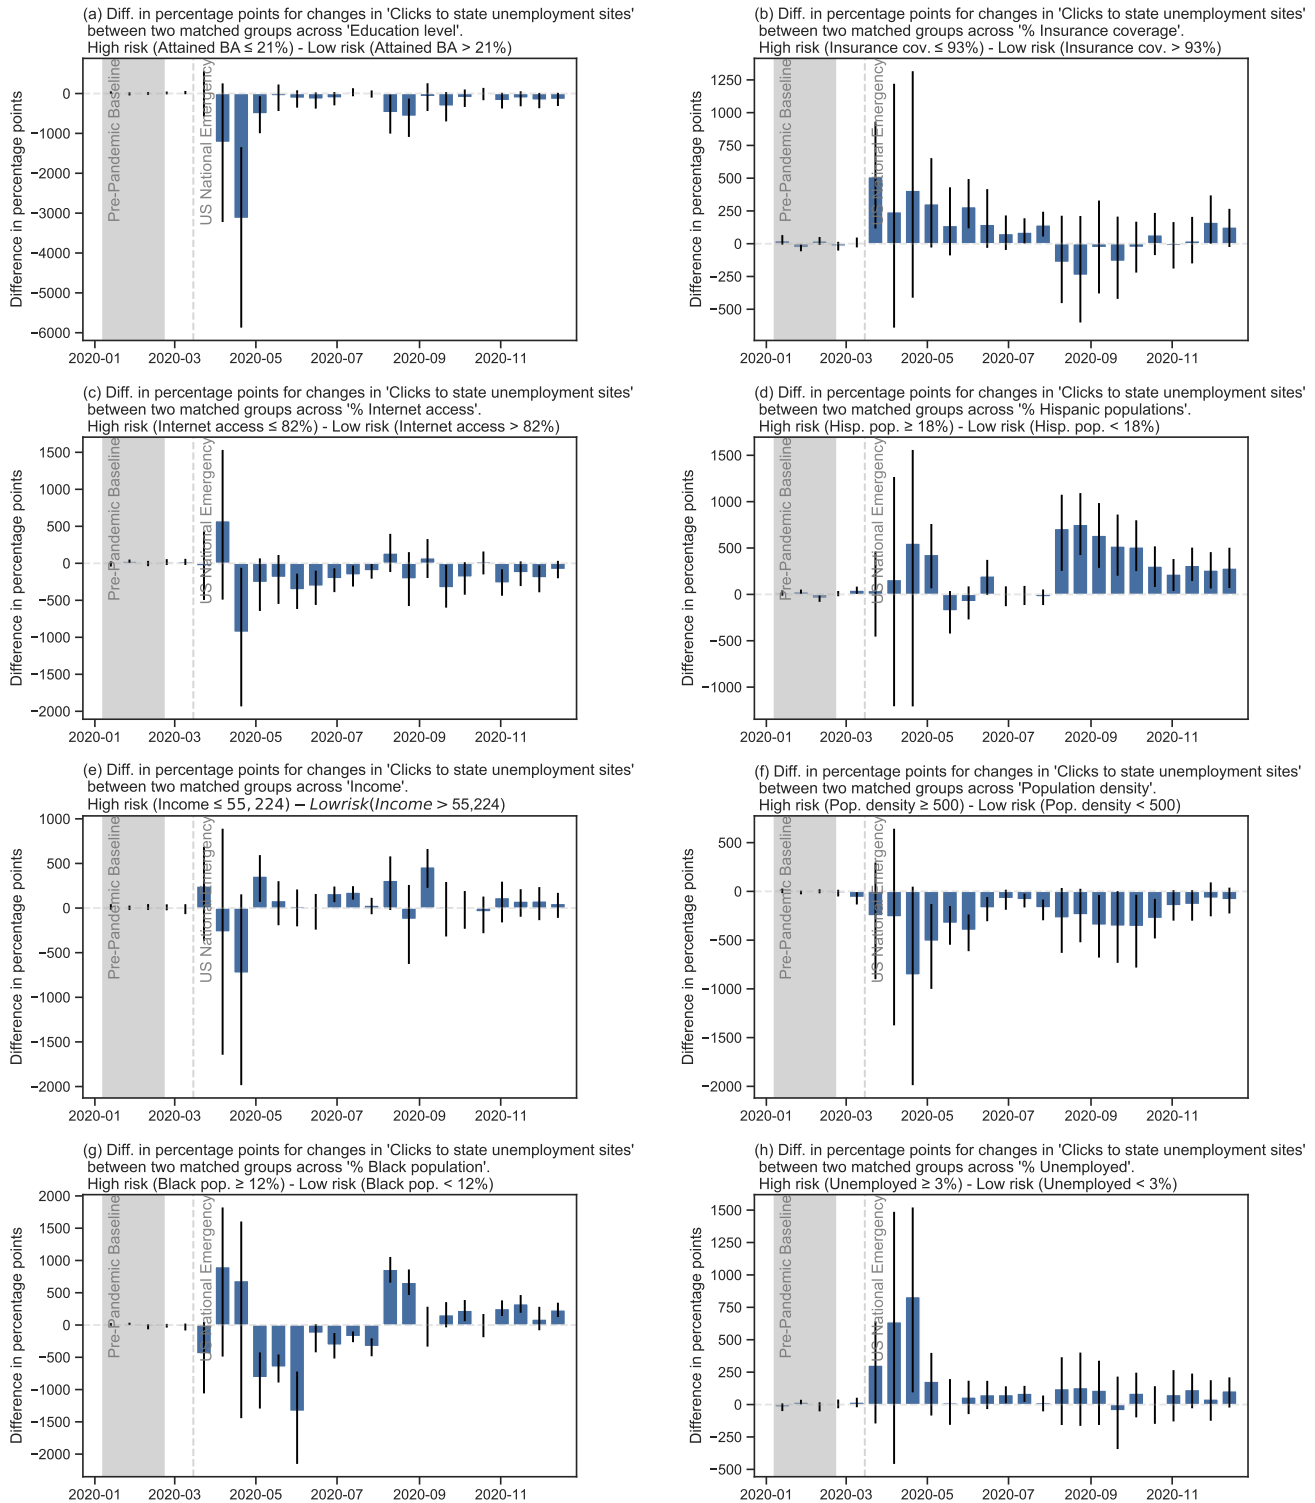 (a) Diff. in percentage points for changes in 'Clicks to state unemployment sites'
between two matched groups across 'Education level'.
High risk (Attained BA ≤ 21%) - Low risk (Attained BA > 21%)
Difference in percentage points
0
−1000
−2000
−3000
−4000
−5000
−6000
Pre-Pandemic Baseline
US National Emergency
2020-01 2020-03 2020-05 2020-07 2020-09 2020-11
(b) Diff. in percentage points for changes in 'Clicks to state unemployment sites'
between two matched groups across '% Insurance coverage'.
High risk (Insurance cov. ≤ 93%) - Low risk (Insurance cov. > 93%)
Difference in percentage points
1250
1000
750
500
250
0
−250
−500
Pre-Pandemic Baseline
US National Emergency
2020-01 2020-03 2020-05 2020-07 2020-09 2020-11
(c) Diff. in percentage points for changes in 'Clicks to state unemployment sites'
between two matched groups across '% Internet access'.
High risk (Internet access ≤ 82%) - Low risk (Internet access > 82%)
Difference in percentage points
1500
1000
500
0
−500
−1000
−1500
−2000
Pre-Pandemic Baseline
US National Emergency
2020-01 2020-03 2020-05 2020-07 2020-09 2020-11
(d) Diff. in percentage points for changes in 'Clicks to state unemployment sites'
between two matched groups across '% Hispanic populations'.
High risk (Hisp. pop. ≥ 18%) - Low risk (Hisp. pop. < 18%)
Difference in percentage points
1500
1000
500
0
−500
−1000
Pre-Pandemic Baseline
US National Emergency
2020-01 2020-03 2020-05 2020-07 2020-09 2020-11
(e) Diff. in percentage points for changes in 'Clicks to state unemployment sites'
between two matched groups across 'Income'.
High risk (Income ≤ 55, 224) − Lowrisk(Income > 55,224)
Difference in percentage points
1000
500
0
−500
−1000
−1500
−2000
Pre-Pandemic Baseline
US National Emergency
2020-01 2020-03 2020-05 2020-07 2020-09 2020-11
(f) Diff. in percentage points for changes in 'Clicks to state unemployment sites'
between two matched groups across 'Population density'.
High risk (Pop. density ≥ 500) - Low risk (Pop. density < 500)
Difference in percentage points
500
0
−500
−1000
−1500
−2000
Pre-Pandemic Baseline
US National Emergency
2020-01 2020-03 2020-05 2020-07 2020-09 2020-11
(g) Diff. in percentage points for changes in 'Clicks to state unemployment sites'
between two matched groups across '% Black population'.
High risk (Black pop. ≥ 12%) - Low risk (Black pop. < 12%)
Difference in percentage points
2000
1500
1000
500
0
−500
−1000
−1500
−2000
Pre-Pandemic Baseline
US National Emergency
2020-01 2020-03 2020-05 2020-07 2020-09 2020-11
(h) Diff. in percentage points for changes in 'Clicks to state unemployment sites'
between two matched groups across '% Unemployed'.
High risk (Unemployed ≥ 3%) - Low risk (Unemployed < 3%)
Difference in percentage points
1500
1250
1000
750
500
250
0
−250
−500
Pre-Pandemic Baseline
US National Emergency
2020-01 2020-03 2020-05 2020-07 2020-09 2020-11